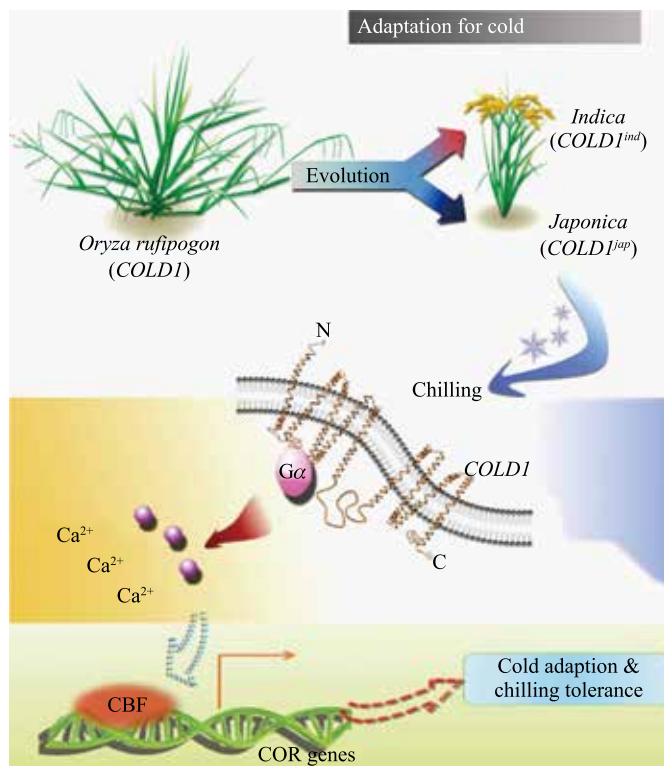 Adaptation for cold
Indica
(COLD1ind)
Evolution
Oryza rufipogon
(COLD1)
Japonica
(COLD1jap)
N
Chilling
Gα
COLD1
Ca2+
Ca2+
Ca2+
C
CBF
COR genes
Cold adaption &
chilling tolerance